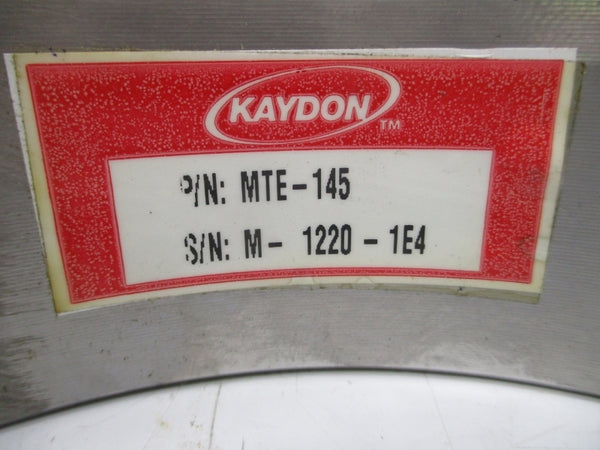 KAYDON
TM
P/N: MTE-145
S/N: M- 1220 - 1E4